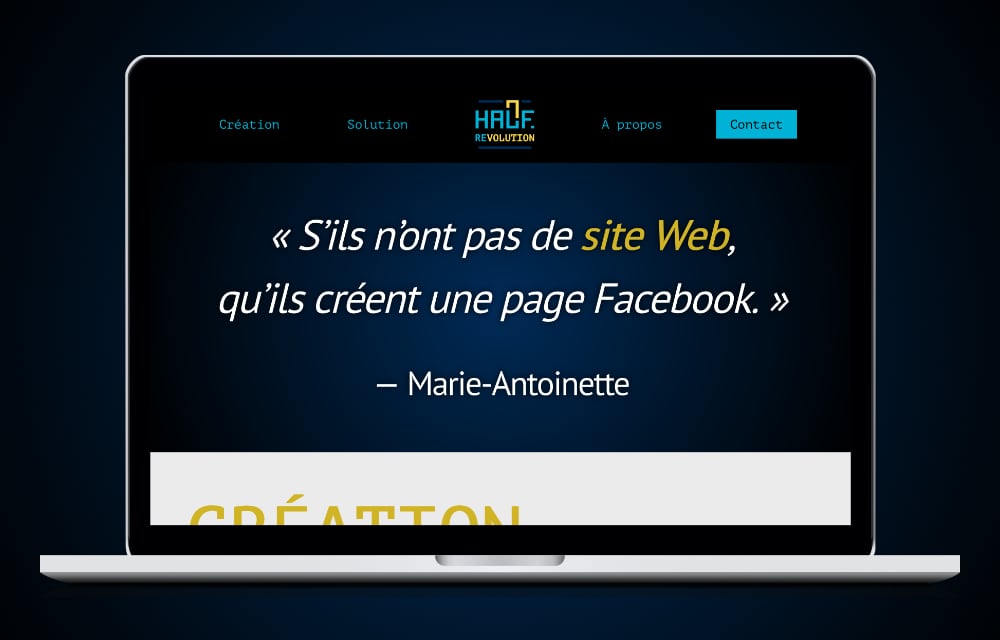 Création Solution HALF. À propos Contact
REVOLUTION
« S’ils n’ont pas de site Web,
qu’ils créent une page Facebook. »
— Marie-Antoinette
CRÉATION